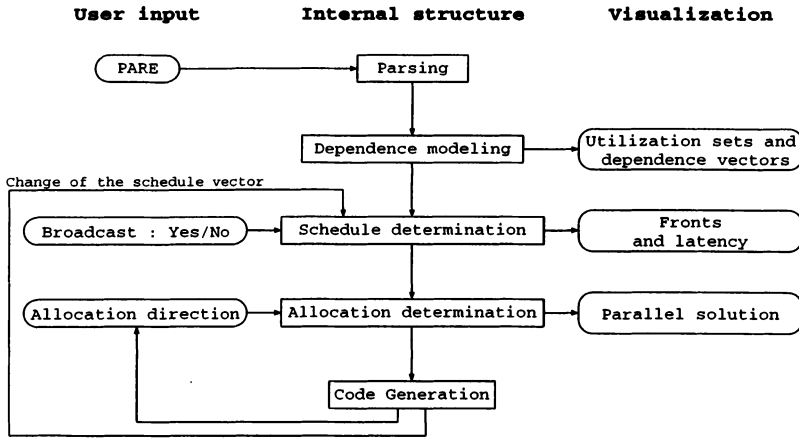 User input Internal structure Visualization
PARE Parsing
Dependence modeling Utilization sets and
dependence vectors
Change of the schedule vector
Broadcast : Yes/No Schedule determination Fronts
and latency
Allocation direction Allocation determination Parallel solution
Code Generation